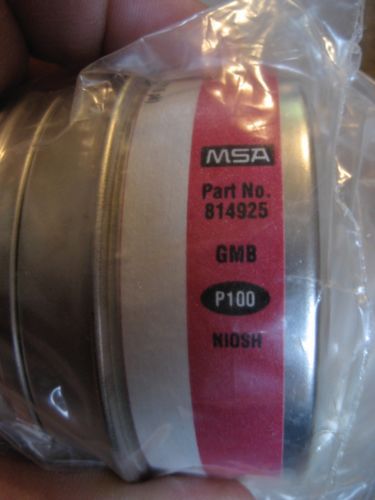 MSA
Part No.
814925
GMB
P100
NIOSH